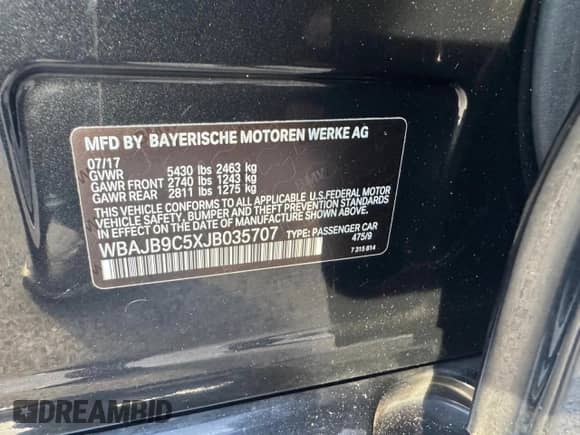 MFD BY BAYERISCHE MOTOREN WERKE AG
07/17
GVWR 5430 lbs 2463 kg
GAWR FRONT 2740 lbs 1243 kg
GAWR REAR 2811 lbs 1275 kg
THIS VEHICLE CONFORMS TO ALL APPLICABLE U.S. FEDERAL MOTOR
VEHICLE SAFETY, BUMPER AND THEFT PREVENTION STANDARDS
IN EFFECT ON THE DATE OF MANUFACTURE SHOWN ABOVE.
WBAJB9C5XJB035707 TYPE: PASSENGER CAR
475/9
7 315 814
DREAMBID